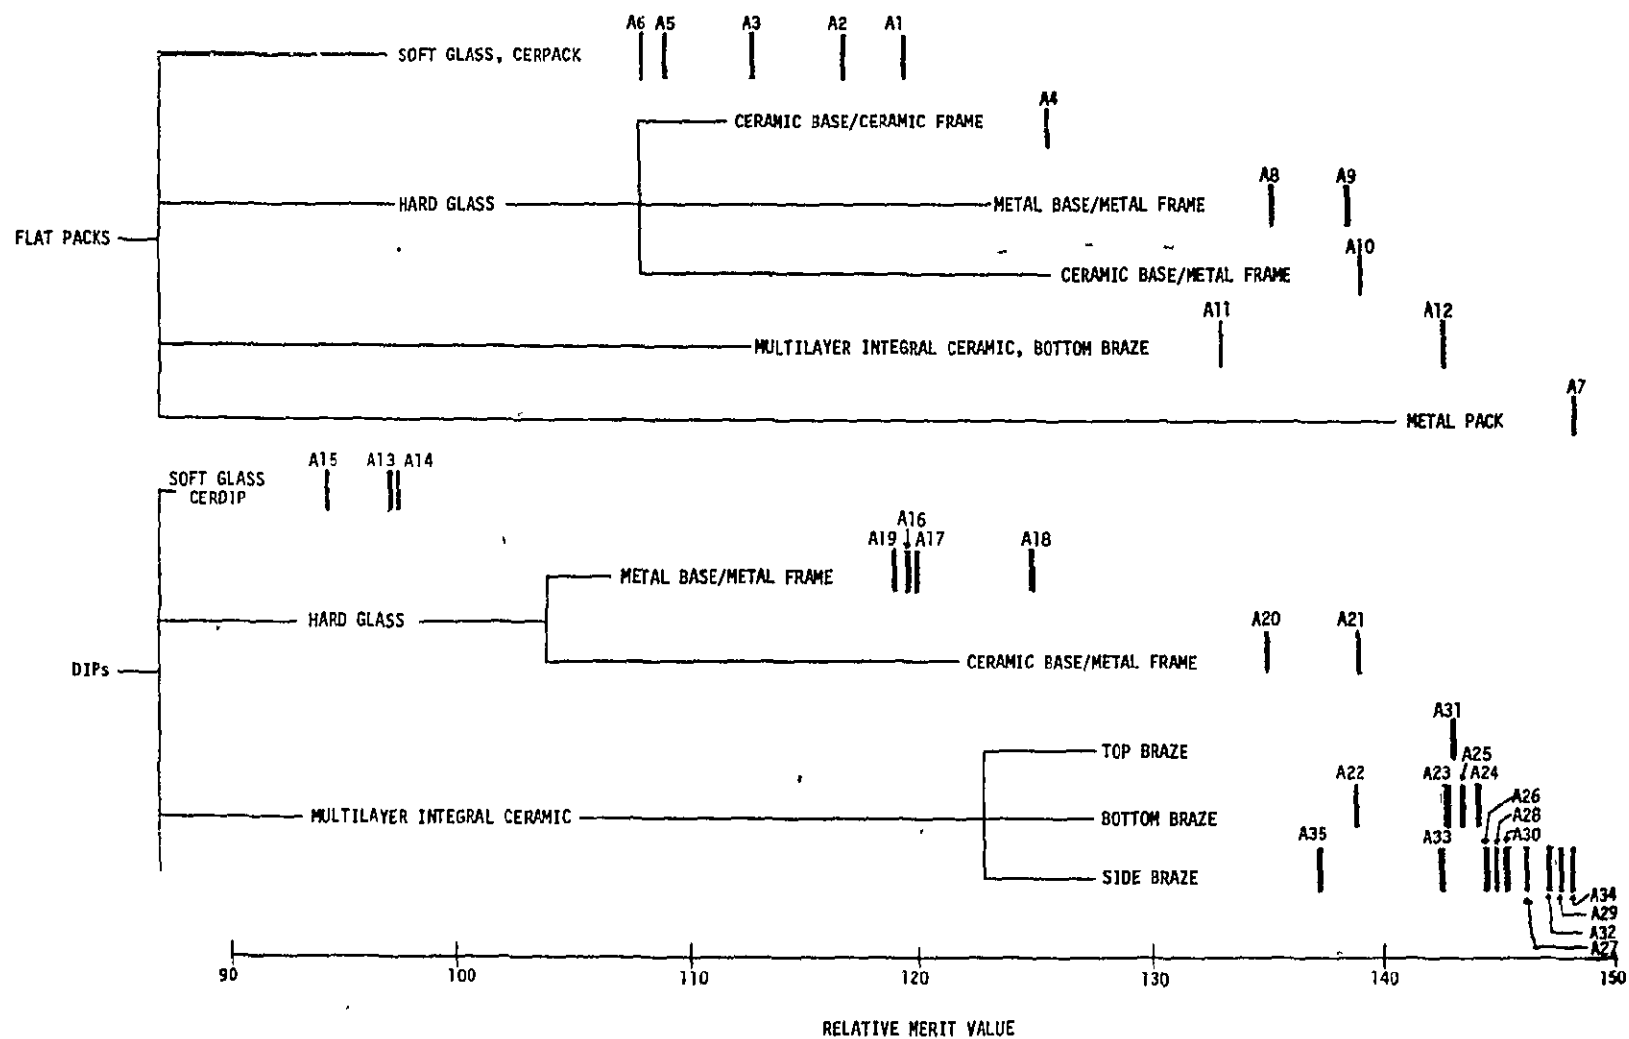 A6 A5 A3 A2 A1
SOFT GLASS, CERPACK
A4
CERAMIC BASE/CERAMIC FRAME
A8 A9
HARD GLASS
METAL BASE/METAL FRAME
FLAT PACKS
A10
CERAMIC BASE/METAL FRAME
A11 A12
MULTILAYER INTEGRAL CERAMIC, BOTTOM BRAZE
A7
METAL PACK
A15 A13 A14
SOFT GLASS
CERDIP
A16
A19 A17 A18
METAL BASE/METAL FRAME
HARD GLASS
A20 A21
CERAMIC BASE/METAL FRAME
DIPs
A31
TOP BRAZE
A25
A22 A23 A24
A26
A28
MULTILAYER INTEGRAL CERAMIC
BOTTOM BRAZE
A35 A33 A30
SIDE BRAZE
A34
A29
A32
A27
90 100 110 120 130 140 150
RELATIVE MERIT VALUE